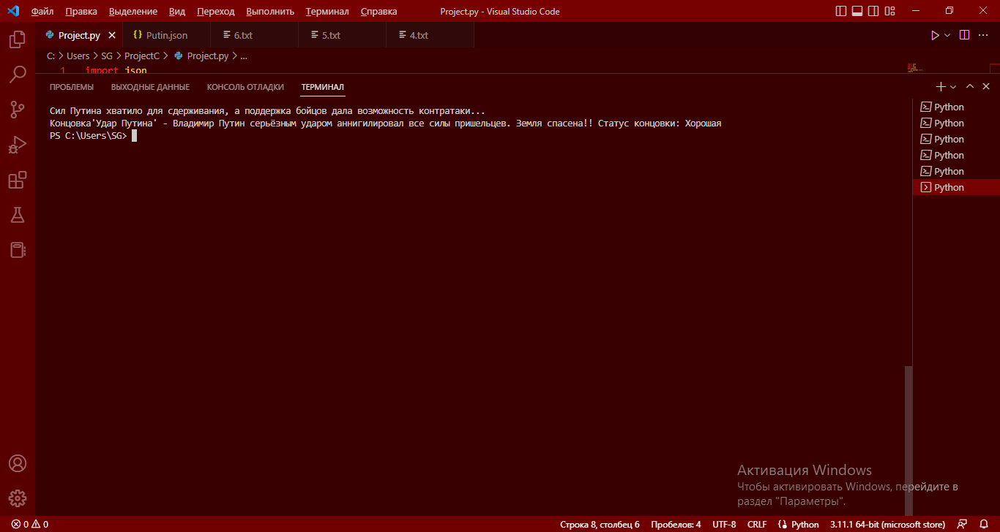 Файл Правка Выделение Вид Переход Выполнить Терминал Справка Project.py - Visual Studio Code
Project.py Putin.json 6.txt 5.txt 4.txt
C: > Users > SG > ProjectC > Project.py > ...
1 import json
ПРОБЛЕМЫ ВЫХОДНЫЕ ДАННЫЕ КОНСОЛЬ ОТЛАДКИ ТЕРМИНАЛ
Сил Путина хватило для сдерживания, а поддержка бойцов дала возможность контратаки...
Концовка'Удар Путина' - Владимир Путин серьёзным ударом аннигилировал все силы пришельцев. Земля спасена!! Статус концовки: Хорошая
PS C:\Users\SG>
Python
Python
Python
Python
Python
Python
Активация Windows
Чтобы активировать Windows, перейдите в
раздел "Параметры".
0 0 Строка 8, столбец 6 Пробелов: 4 UTF-8 CRLF Python 3.11.1 64-bit (microsoft store)